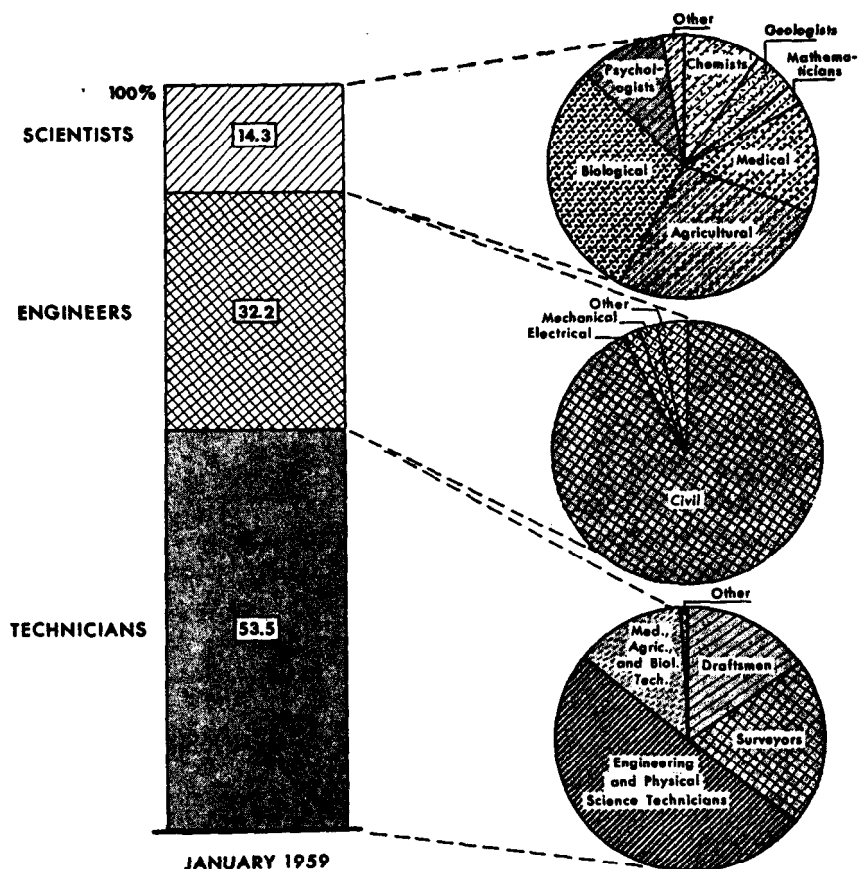 100%
SCIENTISTS
14.3
ENGINEERS
32.2
TECHNICIANS
53.5
JANUARY 1959
Other
Geologists
Mathema-
ticians
Chemists
Psychol-
ogists
Medical
Biological
Agricultural
Other
Mechanical
Electrical
Civil
Other
Med.,
Agric.,
and Biol.
Tech.
Draftsmen
Surveyors
Engineering
and Physical
Science Technicians